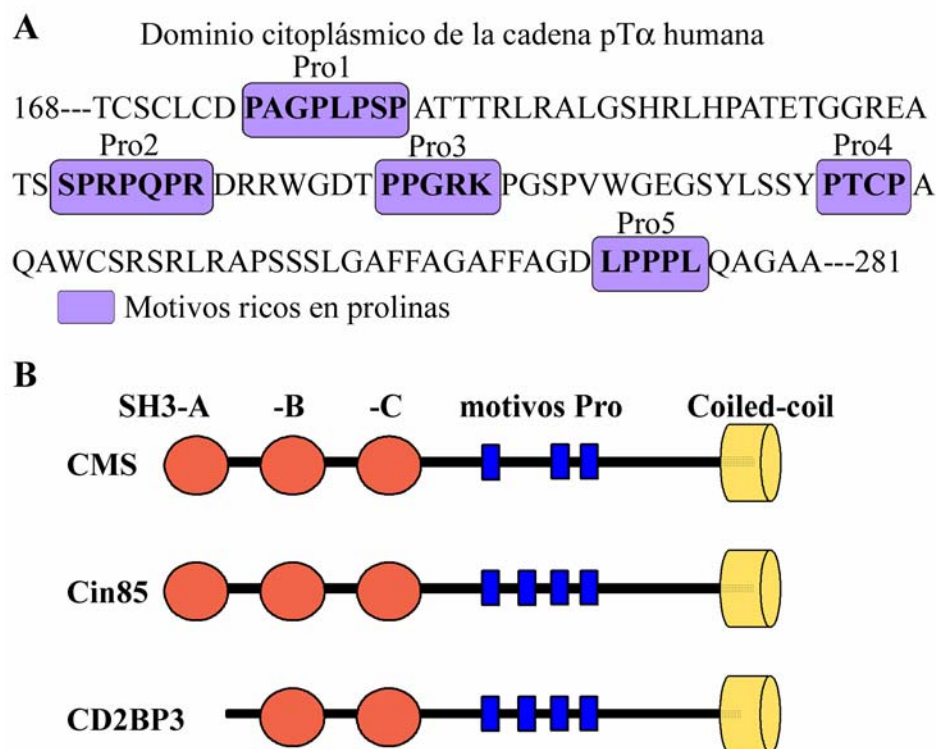 A
Dominio citoplásmico de la cadena pTα humana
Pro1
168---TCSCLCD PAGPLPSP ATTTRLRALGSHRLHPATETGGREA
Pro2 Pro3 Pro4
TS SPRPQPR DRRWGDT PPGRK PGSPVWGEGSYLSSY PTCP A
Pro5
QAWCSRSRLRAPSSSLGAFFAGAFFAGD LPPPL QAGAA---281
Motivos ricos en prolinas
B
SH3-A -B -C motivos Pro Coiled-coil
CMS
Cin85
CD2BP3